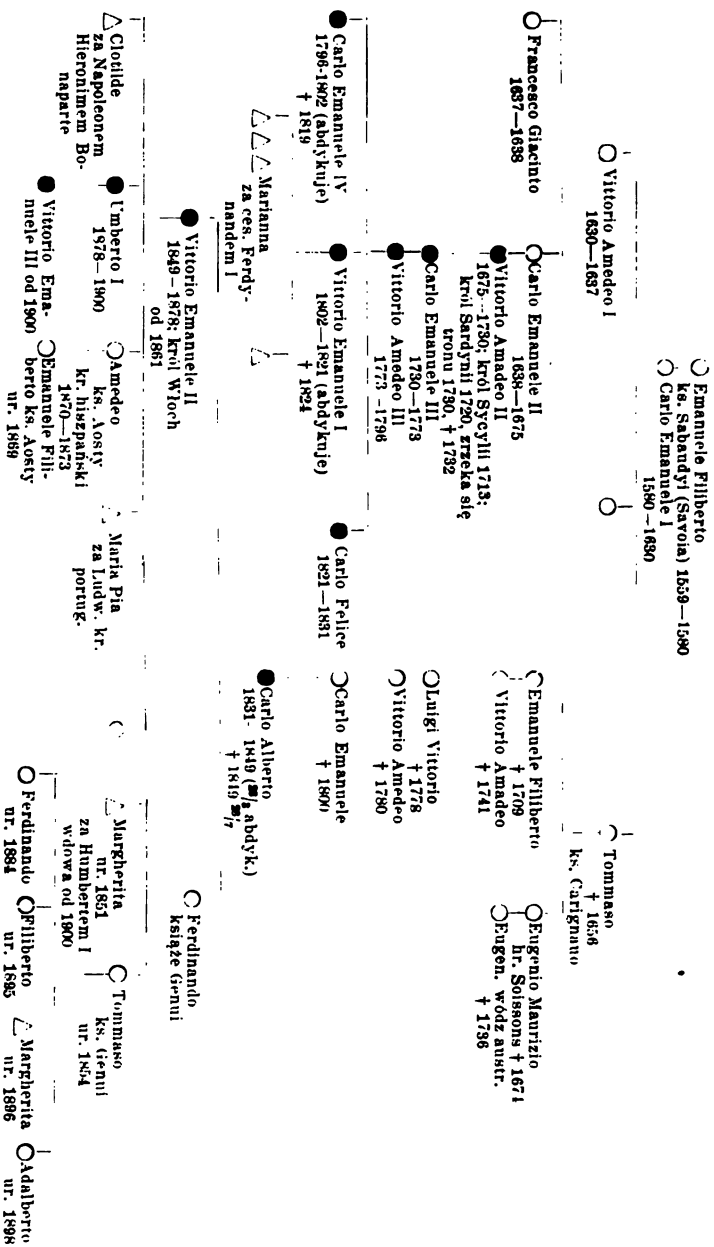 Emanuele Filiberto
ks. Sabaudyi (Savoia) 1559—1580
Carlo Emanuele I
1580—1630
Vittorio Amedeo I
1630—1637
Tommaso
† 1656
ks. Carignano
Francesco Giacinto
1637—1638
Carlo Emanuele II
1638—1675
Vittorio Amadeo II
1675—1730; król Sycylii 1713;
król Sardynii 1720, zrzeka się
tronu 1730, † 1732
Carlo Emanuele III
1730—1773
Vittorio Amedeo III
1773-1796
Emanuele Filiberto
† 1709
Vittorio Amadeo
† 1741
Luigi Vittorio
† 1778
Vittorio Amedeo
† 1780
Eugenio Maurizio
hr. Soissons † 1671
Eugen. wódz austr.
† 1736
Carlo Emanuele IV
1796-1802 (abdykuje)
† 1819
Vittorio Emanuele I
1802—1821 (abdykuje)
† 1824
Carlo Felice
1821—1831
Carlo Emanuele
† 1800
Marianna
za ces. Ferdy-
nandem I
Carlo Alberto
1831- 1849 (abdyk.)
† 1849
Vittorio Emanuele II
1849—1878; król Włoch
od 1861
Ferdinando
książe Genui
Clotilde
za Napoleonem
Hieronimem Bo-
naparte
Umberto I
1878—1900
Amedeo
ks. Aosty
kr. hiszpański
1870—1873
Maria Pia
za Ludw. kr.
portug.
Margherita
ur. 1851
za Humbertem I
wdowa od 1900
Tommaso
ks. Genui
ur. 1854
Vittorio Ema-
nuele III od 1900
Emanuele Fili-
berto ks. Aosty
ur. 1869
Ferdinando
ur. 1884
Filiberto
ur. 1895
Margherita
ur. 1896
Adalberto
ur. 1898